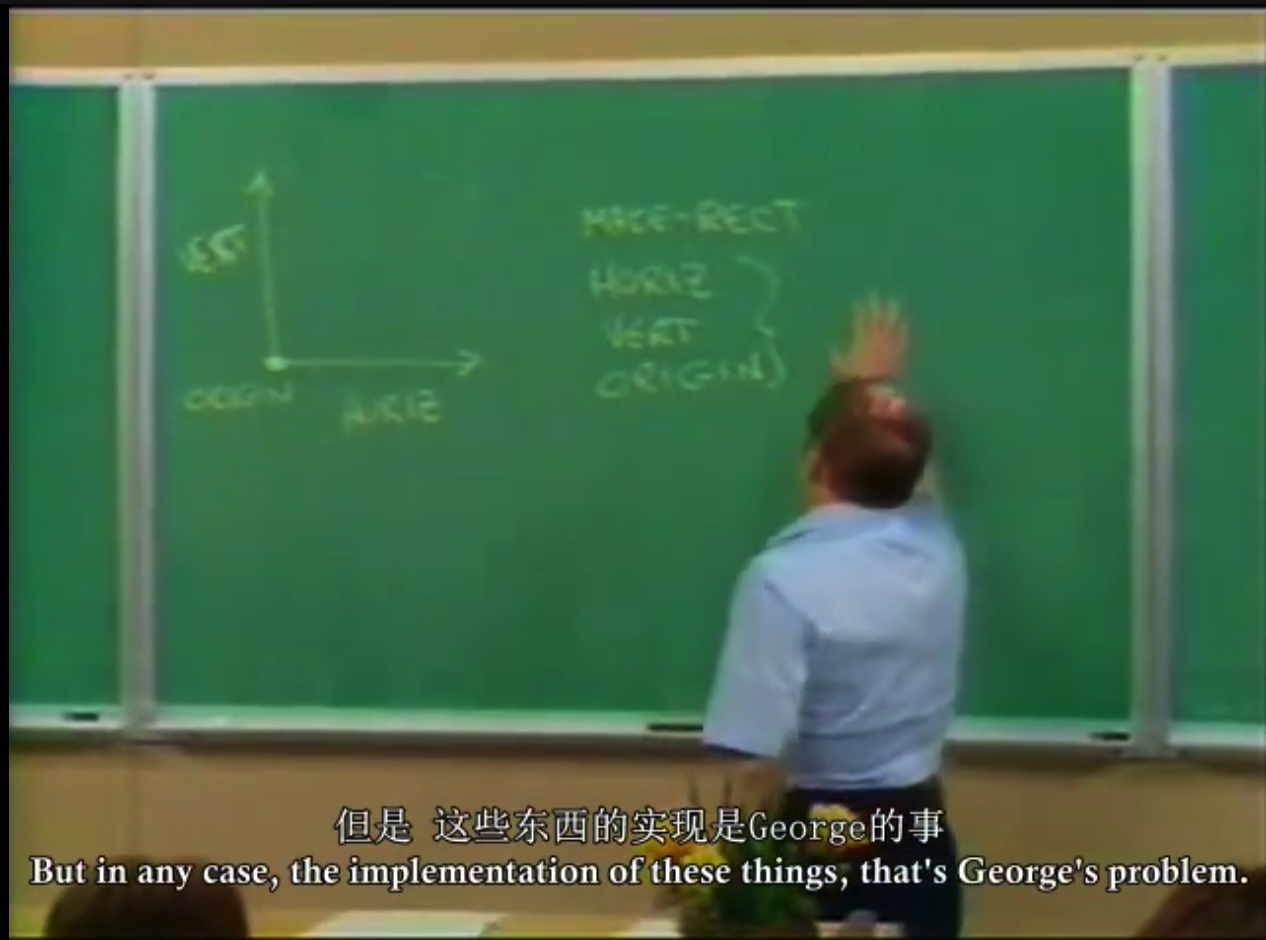 VERT
ORIGIN
HORIZ
MAKE-RECT
HORIZ
VERT
ORIGIN
但是 这些东西的实现是George的事
But in any case, the implementation of these things, that's George's problem.